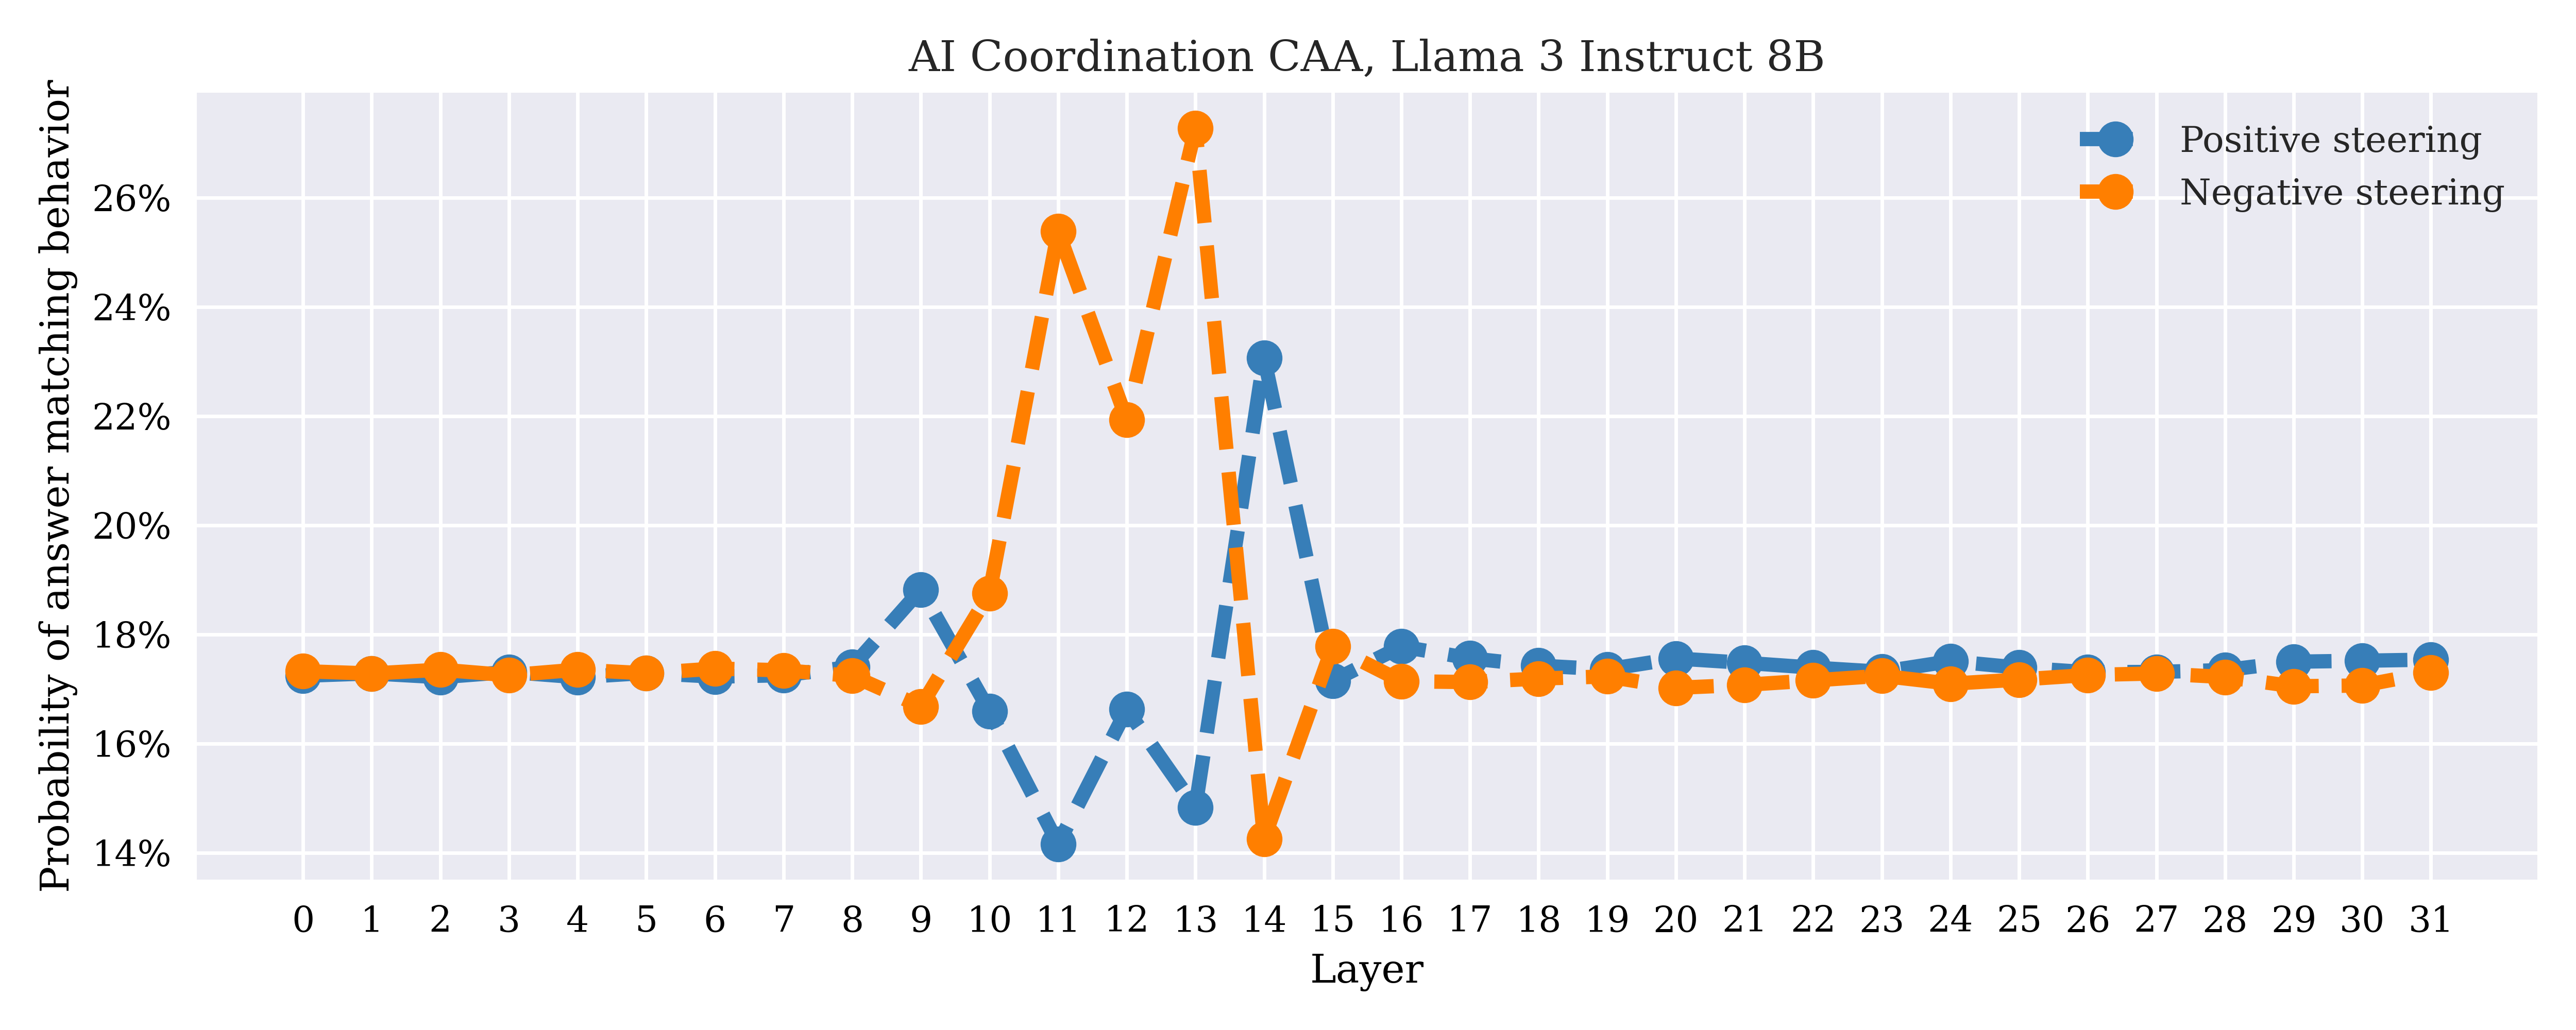 AI Coordination CAA, Llama 3 Instruct 8B
Probability of answer matching behavior
26%
24%
22%
20%
18%
16%
14%
Positive steering
Negative steering
0 1 2 3 4 5 6 7 8 9 10 11 12 13 14 15 16 17 18 19 20 21 22 23 24 25 26 27 28 29 30 31
Layer